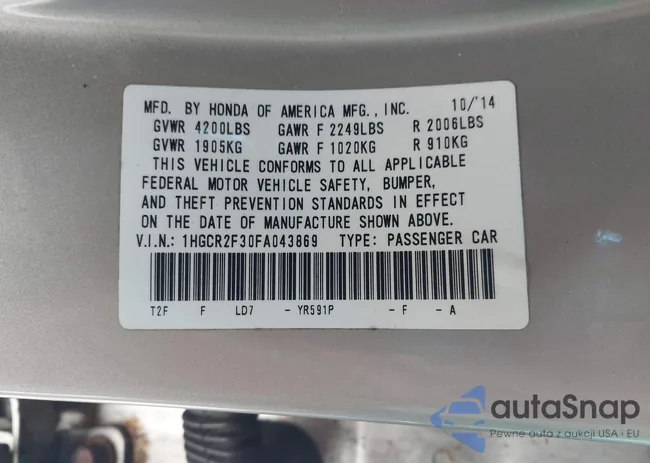 MFD. BY HONDA OF AMERICA MFG., INC. 10/'14
GVWR 4200LBS GAWR F 2249LBS R 2006LBS
GVWR 1905KG GAWR F 1020KG R 910KG
THIS VEHICLE CONFORMS TO ALL APPLICABLE
FEDERAL MOTOR VEHICLE SAFETY, BUMPER,
AND THEFT PREVENTION STANDARDS IN EFFECT
ON THE DATE OF MANUFACTURE SHOWN ABOVE.
V.I.N.: 1HGCR2F30FA043869 TYPE: PASSENGER CAR
T2F F LD7 - YR591P - F - A
autaSnap
Pewne auta z aukcji USA i EU